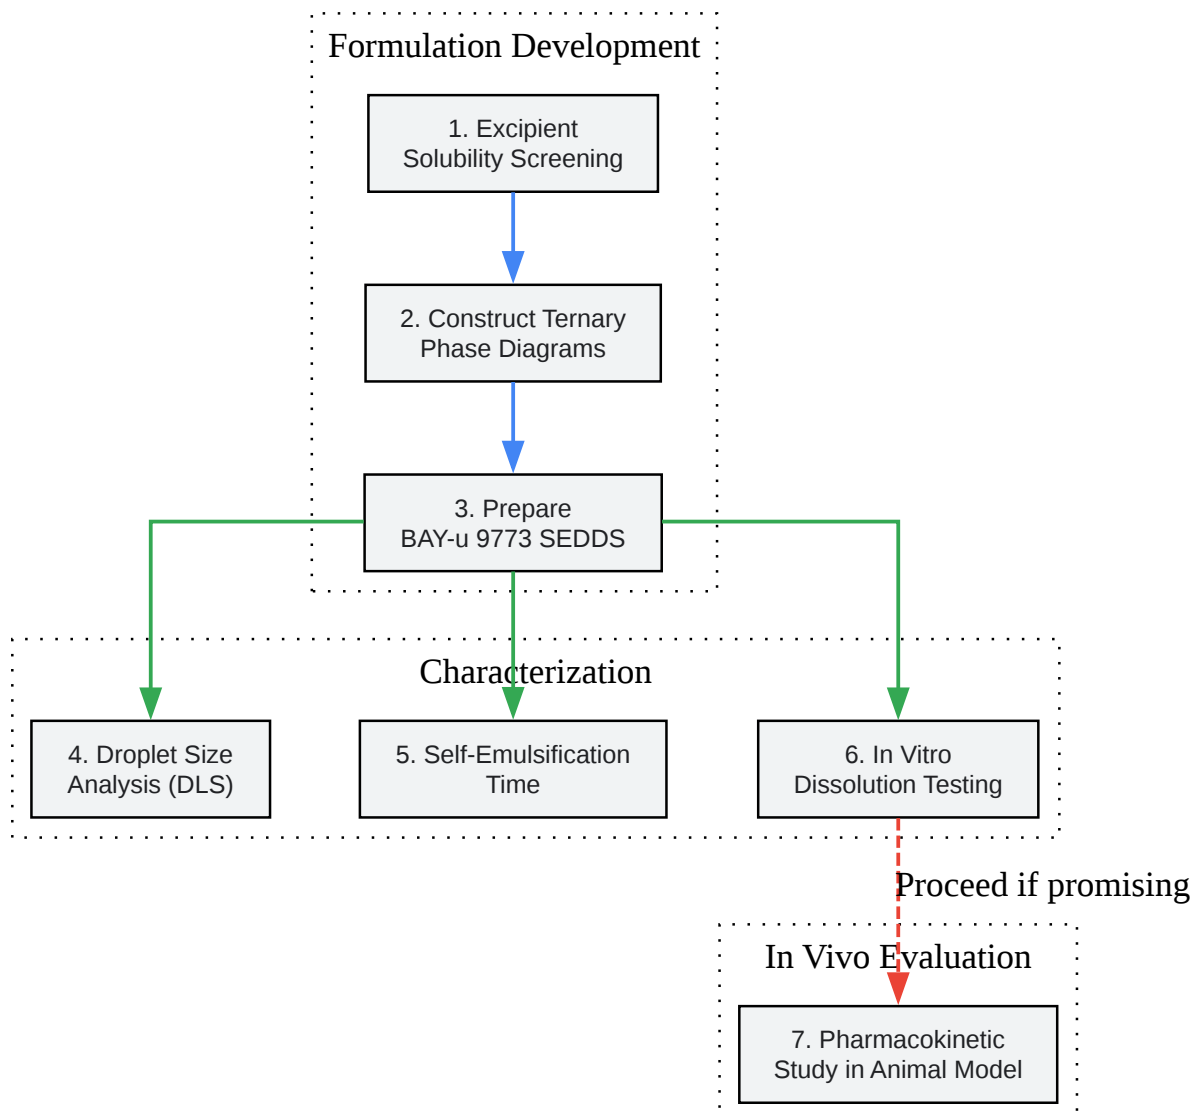 Formulation Development
1. Excipient
Solubility Screening
2. Construct Ternary
Phase Diagrams
3. Prepare
BAY-u 9773 SEDDS
Characterization
4. Droplet Size
Analysis (DLS)
5. Self-Emulsification
Time
6. In Vitro
Dissolution Testing
Proceed if promising
In Vivo Evaluation
7. Pharmacokinetic
Study in Animal Model